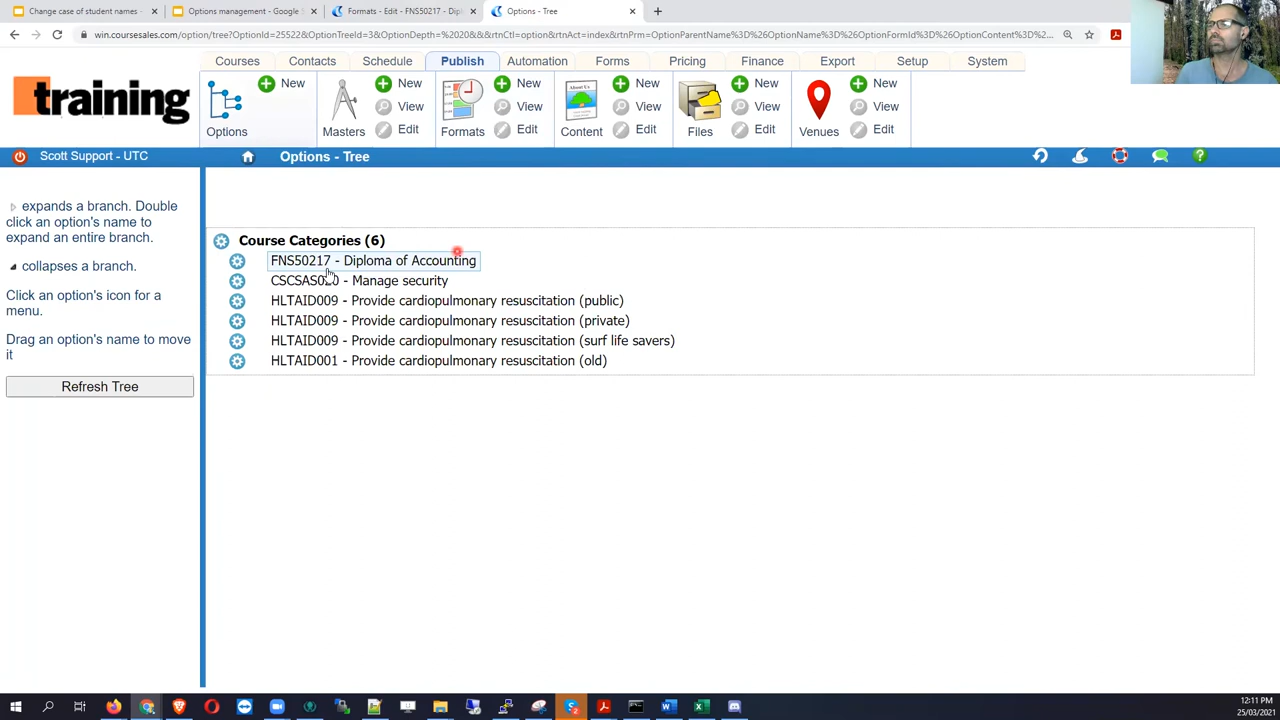 Change case of student names -
Options management - Google S
Formats - Edit - FNS50217 - Dip
Options - Tree
win.coursesales.com/option/tree?OptionId=25522&OptionTreeId=3&OptionDepth=%2020&&&rtnCtl=option&rtnAct=index&rtnPrm=OptionParentName%3D%26OptionName%3D%26OptionFormId%3D%26OptionContent%3D%2...
training
Courses
Contacts
Schedule
Publish
Automation
Forms
Pricing
Finance
Export
Setup
System
New
Options
New
View
Masters
Edit
New
View
Formats
Edit
About Us
New
View
Content
Edit
New
View
Files
Edit
New
View
Venues
Edit
Scott Support - UTC
Options - Tree
expands a branch. Double
click an option's name to
expand an entire branch.
collapses a branch.
Click an option's icon for a
menu.
Drag an option's name to move
it
Refresh Tree
Course Categories (6)
FNS50217 - Diploma of Accounting
CSCSAS020 - Manage security
HLTAID009 - Provide cardiopulmonary resuscitation (public)
HLTAID009 - Provide cardiopulmonary resuscitation (private)
HLTAID009 - Provide cardiopulmonary resuscitation (surf life savers)
HLTAID001 - Provide cardiopulmonary resuscitation (old)
12:11 PM
25/03/2021